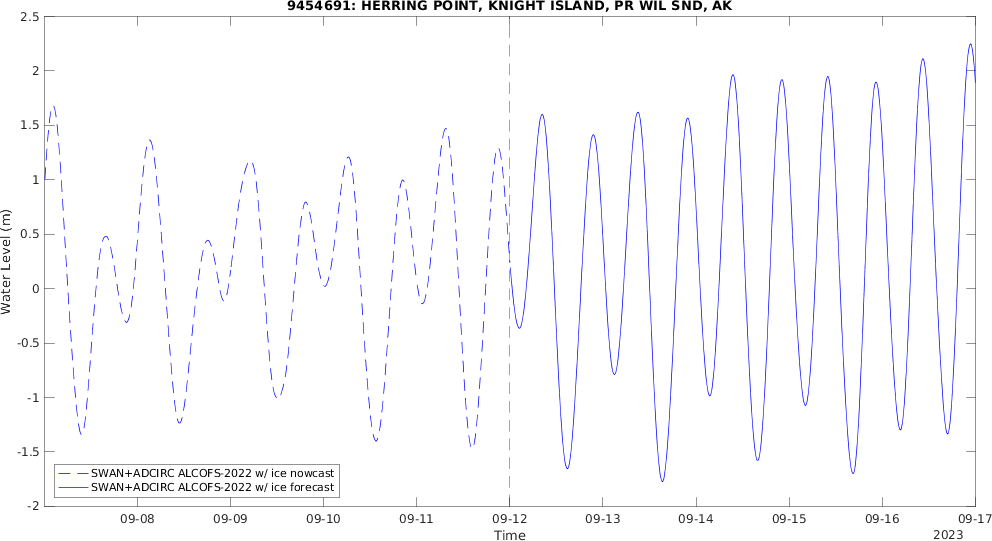 9454691: HERRING POINT, KNIGHT ISLAND, PR WIL SND, AK
2.5
2
1.5
1
0.5
0
-0.5
-1
-1.5
-2
Water Level (m)
SWAN+ADCIRC ALCOFS-2022 w/ ice nowcast
SWAN+ADCIRC ALCOFS-2022 w/ ice forecast
09-08 09-09 09-10 09-11 09-12 09-13 09-14 09-15 09-16 09-17
Time
2023